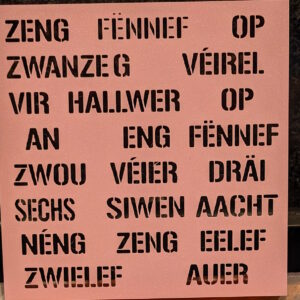 ZENG FËNNEF OP
ZWANZEG VÉIREL
VIR HALLWER OP
AN ENG FËNNEF
ZWOU VÉIER DRÄI
SECHS SIWEN AACHT
NÉNG ZENG EELEF
ZWIELEF AUER